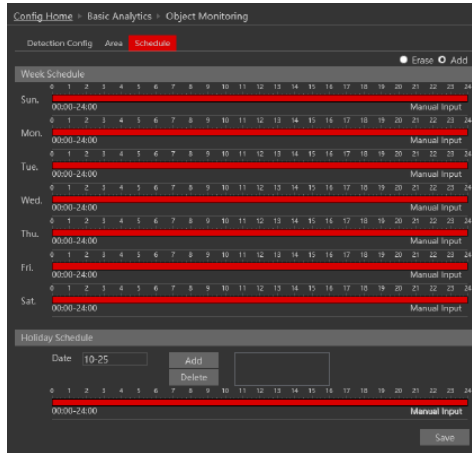 Config Home ▸ Basic Analytics ▸ Object Monitoring
Detection Config Area Schedule
Erase Add
Week Schedule
0 1 2 3 4 5 6 7 8 9 10 11 12 13 14 15 16 17 18 19 20 21 22 23 24
Sun.
00:00-24:00 Manual Input
0 1 2 3 4 5 6 7 8 9 10 11 12 13 14 15 16 17 18 19 20 21 22 23 24
Mon.
00:00-24:00 Manual Input
0 1 2 3 4 5 6 7 8 9 10 11 12 13 14 15 16 17 18 19 20 21 22 23 24
Tue.
00:00-24:00 Manual Input
0 1 2 3 4 5 6 7 8 9 10 11 12 13 14 15 16 17 18 19 20 21 22 23 24
Wed.
00:00-24:00 Manual Input
0 1 2 3 4 5 6 7 8 9 10 11 12 13 14 15 16 17 18 19 20 21 22 23 24
Thu.
00:00-24:00 Manual Input
0 1 2 3 4 5 6 7 8 9 10 11 12 13 14 15 16 17 18 19 20 21 22 23 24
Fri.
00:00-24:00 Manual Input
0 1 2 3 4 5 6 7 8 9 10 11 12 13 14 15 16 17 18 19 20 21 22 23 24
Sat.
00:00-24:00 Manual Input
Holiday Schedule
Date 10-25 Add
Delete
0 1 2 3 4 5 6 7 8 9 10 11 12 13 14 15 16 17 18 19 20 21 22 23 24
00:00-24:00 Manual Input
Save